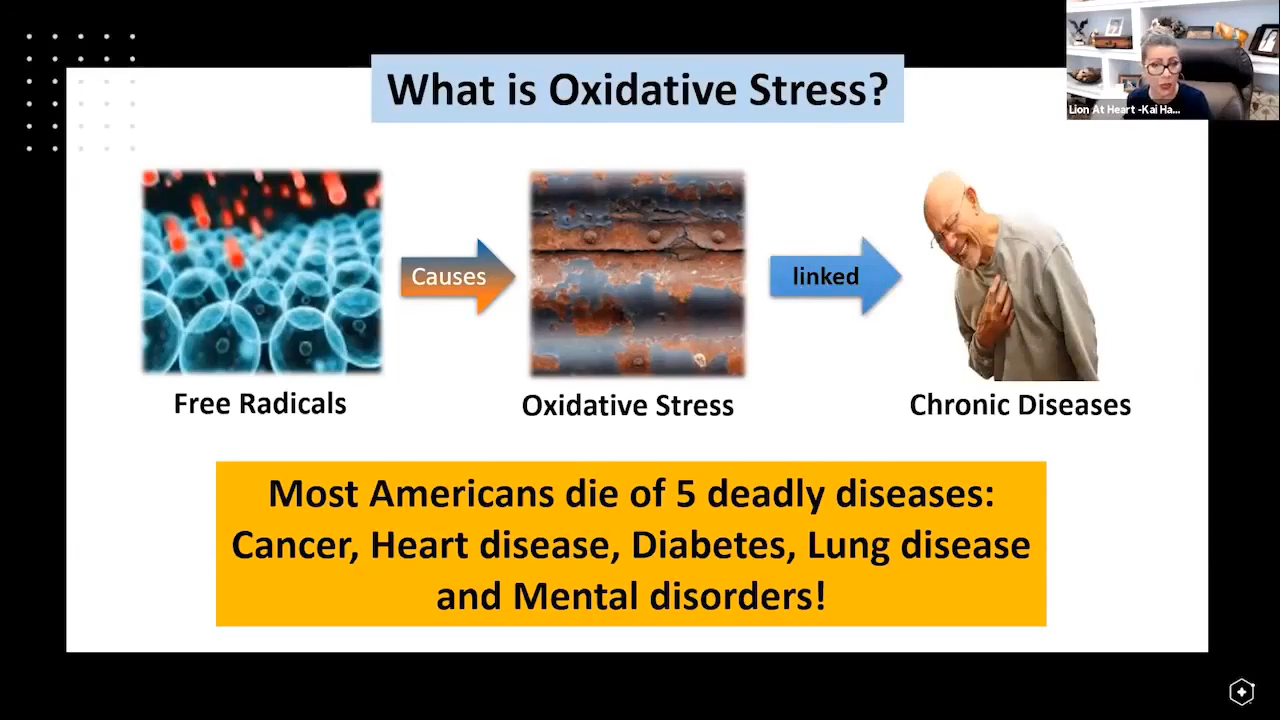 What is Oxidative Stress?
Lion At Heart -Kai Ha...
Causes
linked
Free Radicals
Oxidative Stress
Chronic Diseases
Most Americans die of 5 deadly diseases:
Cancer, Heart disease, Diabetes, Lung disease
and Mental disorders!